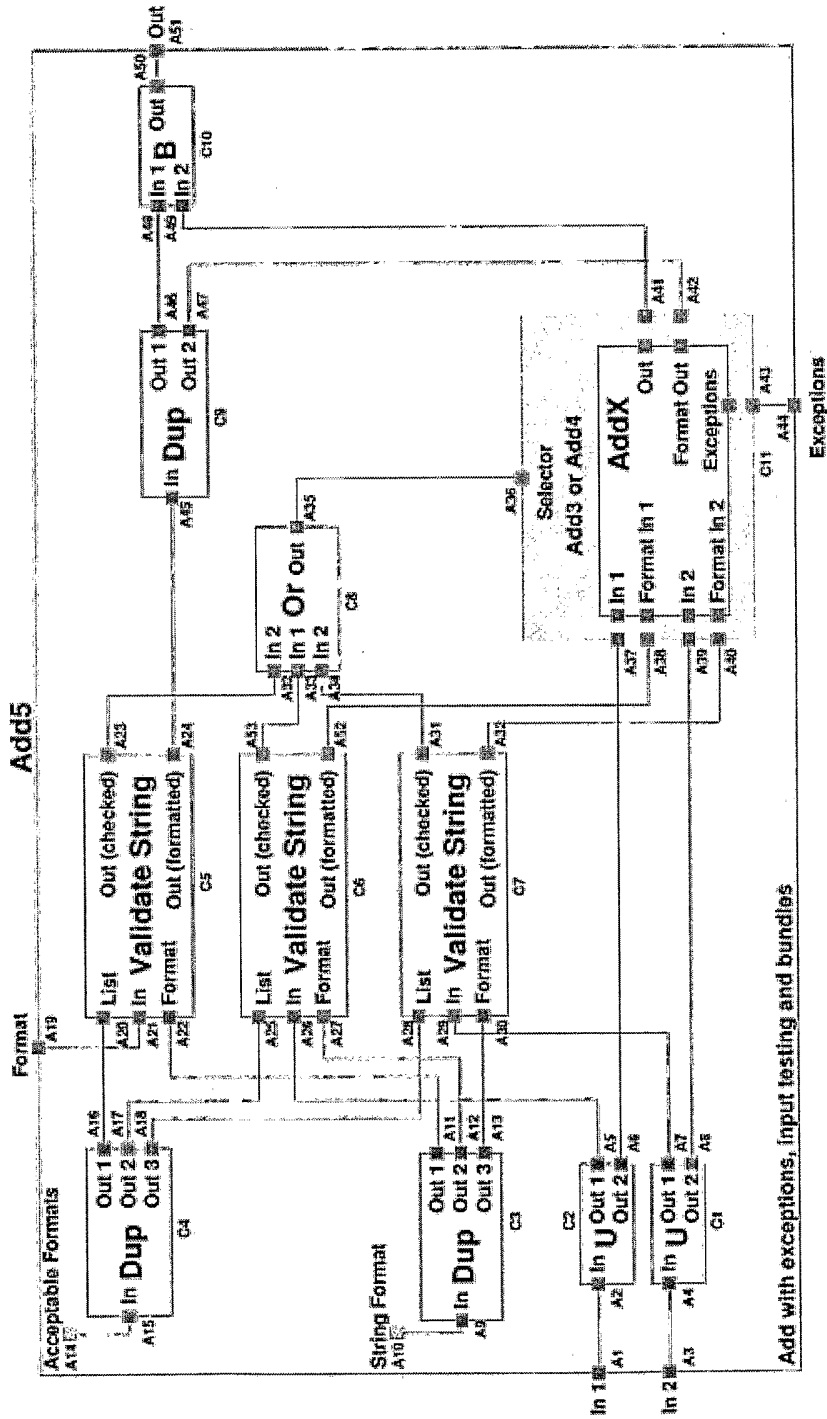 Add5
Format
A19
Acceptable Formats
A14
A15
In Dup
Out 1
Out 2
Out 3
C4
A16
A17
A18
String Format
A10
A9
In Dup
Out 1
Out 2
Out 3
C3
A11
A12
A13
In 1
A1
A2
In U
Out 1
Out 2
C2
A5
A6
In 2
A3
A4
In U
Out 1
Out 2
C1
A7
A8
A20
A21
A22
List
In Validate String
Format
Out (checked)
Out (formatted)
C5
A23
A24
A25
A26
A27
List
In Validate String
Format
Out (checked)
Out (formatted)
C6
A53
A52
A28
A29
A30
List
In Validate String
Format
Out (checked)
Out (formatted)
C7
A31
A32
A32
A33
A34
In 2
In 1
In 2
Or
Out
C8
A35
A45
In Dup
Out 1
Out 2
C9
A46
A47
A48
A49
In 1
In 2
B
Out
C10
A50
Out
A51
A36
Selector
Add3 or Add4
AddX
In 1
Format In 1
In 2
Format In 2
Out
Format Out
Exceptions
A37
A38
A39
A40
A41
A42
A43
C11
A44
Exceptions
Add with exceptions, input testing and bundles